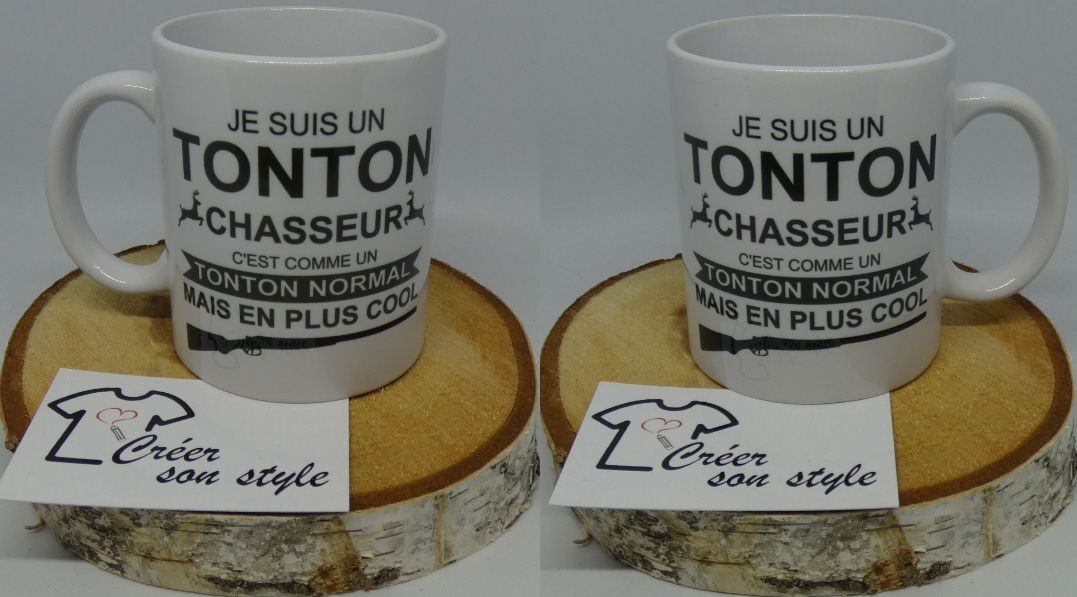 JE SUIS UN
TONTON
CHASSEUR
C'EST COMME UN
TONTON NORMAL
MAIS EN PLUS COOL
Créer
son style
JE SUIS UN
TONTON
CHASSEUR
C'EST COMME UN
TONTON NORMAL
MAIS EN PLUS COOL
Créer
son style